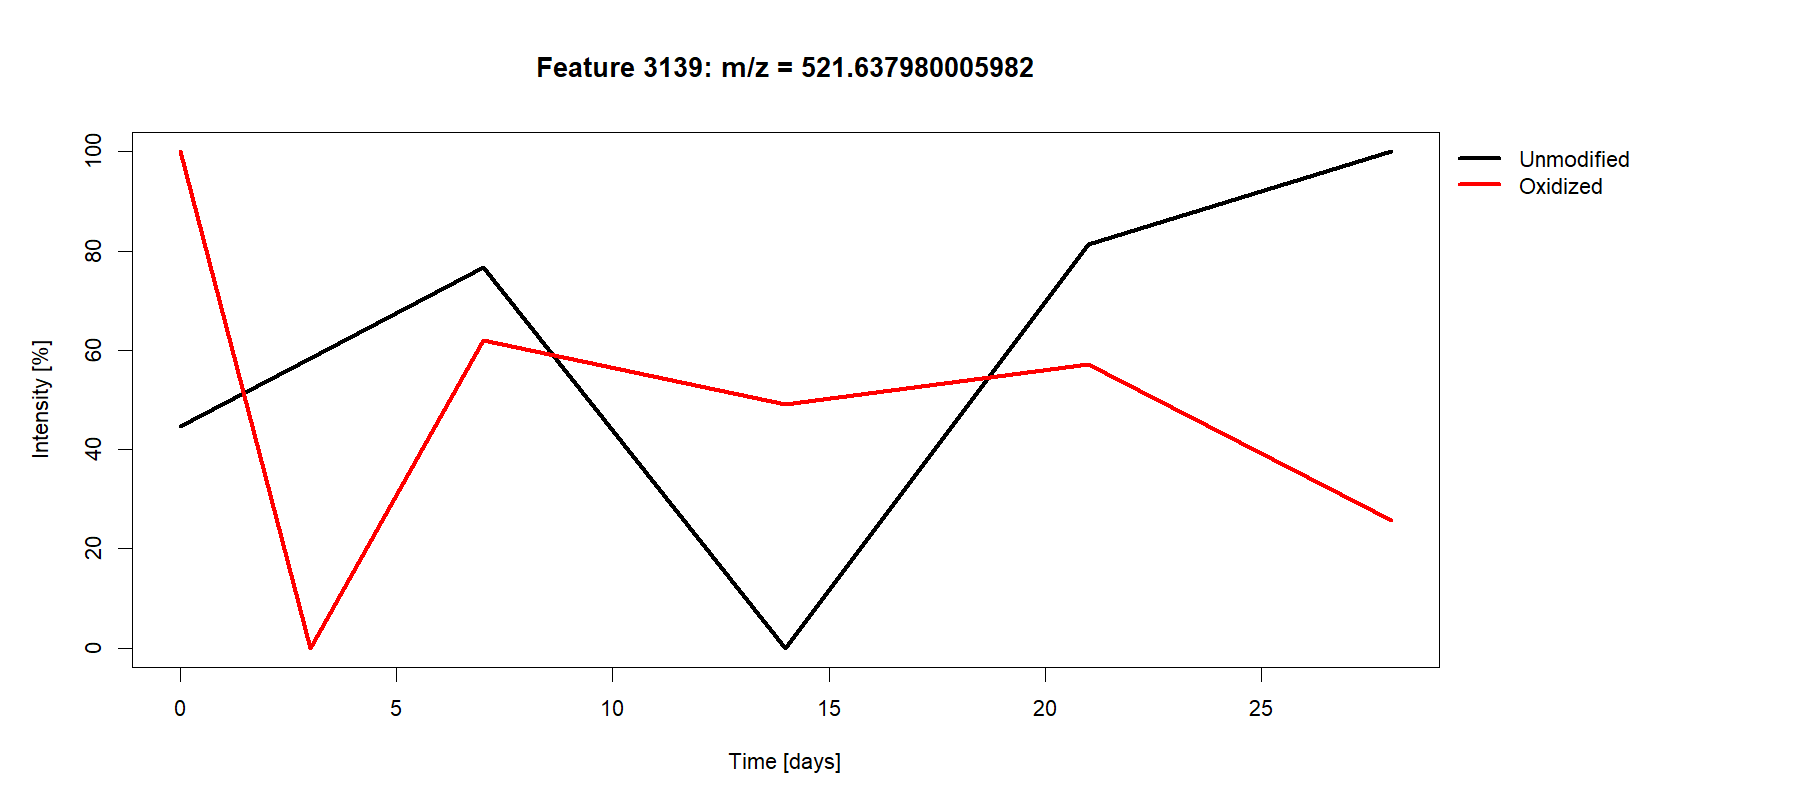 Feature 3139: m/z = 521.637980005982
Unmodified
Oxidized
Intensity [%]
100
80
60
40
20
0
0 5 10 15 20 25
Time [days]